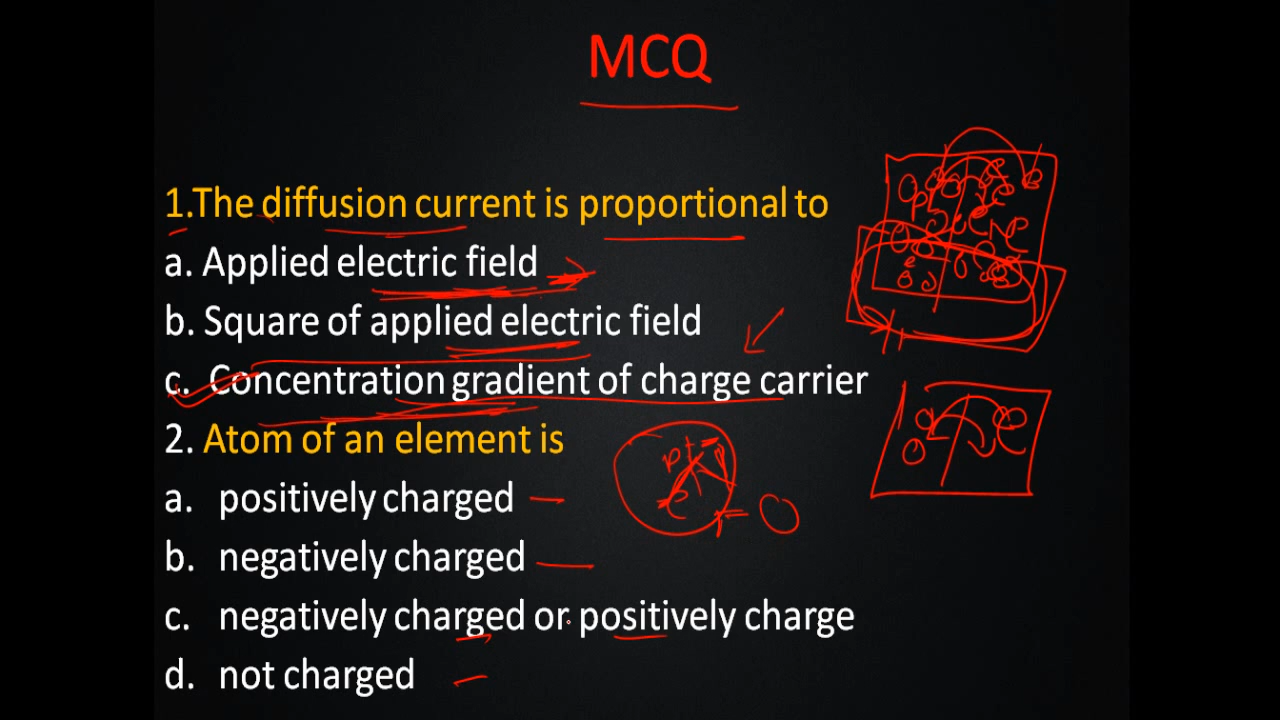 MCQ
1.The diffusion current is proportional to
a. Applied electric field
b. Square of applied electric field
c. Concentration gradient of charge carrier
2. Atom of an element is
a. positively charged
b. negatively charged
c. negatively charged or positively charge
d. not charged